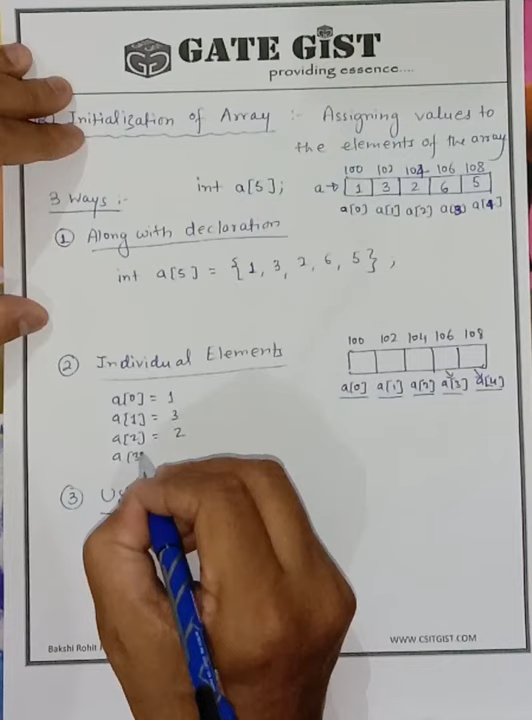 GATE GiST
providing essence....
Initialization of Array :- Assigning values to
the elements of the array
100 102 104 106 108
int a[5]; a→ 1 3 2 6 5
a[0] a[1] a[2] a[3] a[4]
3 Ways :-
① Along with declaration
int a[5] = {1, 3, 2, 6, 5},
② Individual Elements
100 102 104 106 108
a[0] a[1] a[2] a[3] a[4]
a[0] = 1
a[1] = 3
a[2] = 2
a[3
③
Bakshi Rohit
WWW.CSITGIST.COM